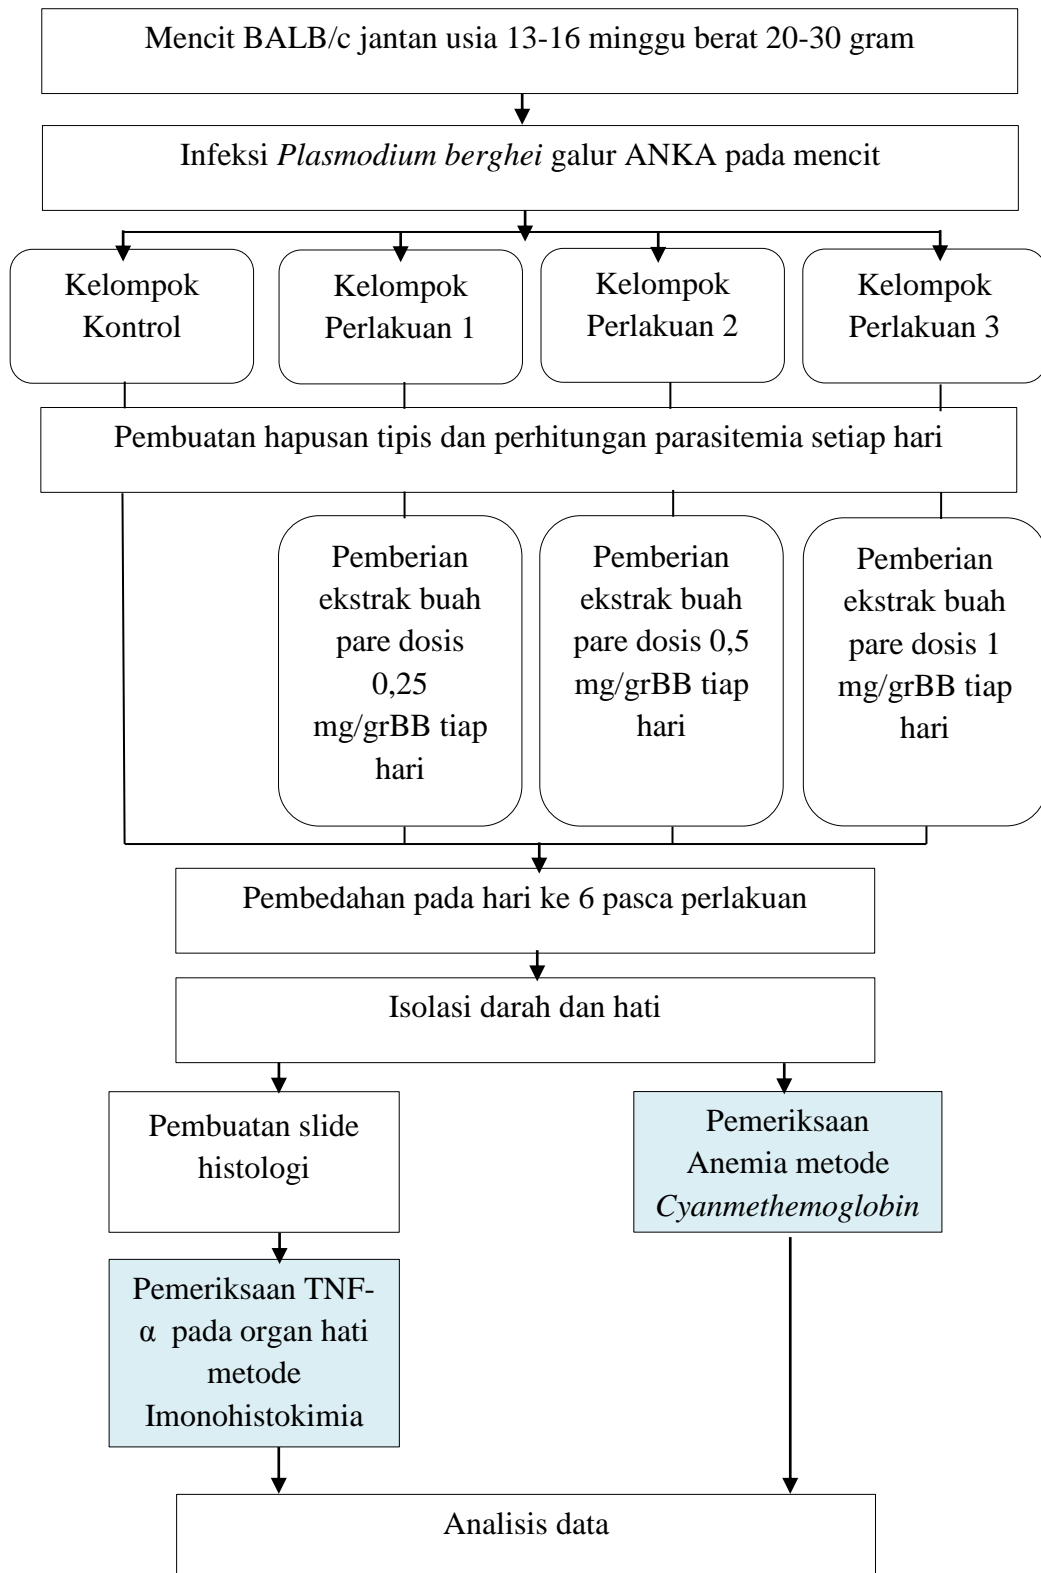 Mencit BALB/c jantan usia 13-16 minggu berat 20-30 gram
Infeksi Plasmodium berghei galur ANKA pada mencit
Kelompok
Kontrol
Kelompok
Perlakuan 1
Kelompok
Perlakuan 2
Kelompok
Perlakuan 3
Pembuatan hapusan tipis dan perhitungan parasitemia setiap hari
Pemberian
ekstrak buah
pare dosis
0,25
mg/grBB tiap
hari
Pemberian
ekstrak buah
pare dosis 0,5
mg/grBB tiap
hari
Pemberian
ekstrak buah
pare dosis 1
mg/grBB tiap
hari
Pembedahan pada hari ke 6 pasca perlakuan
Isolasi darah dan hati
Pembuatan slide
histologi
Pemeriksaan
Anemia metode
Cyanmethemoglobin
Pemeriksaan TNF-
α pada organ hati
metode
Imonohistokimia
Analisis data